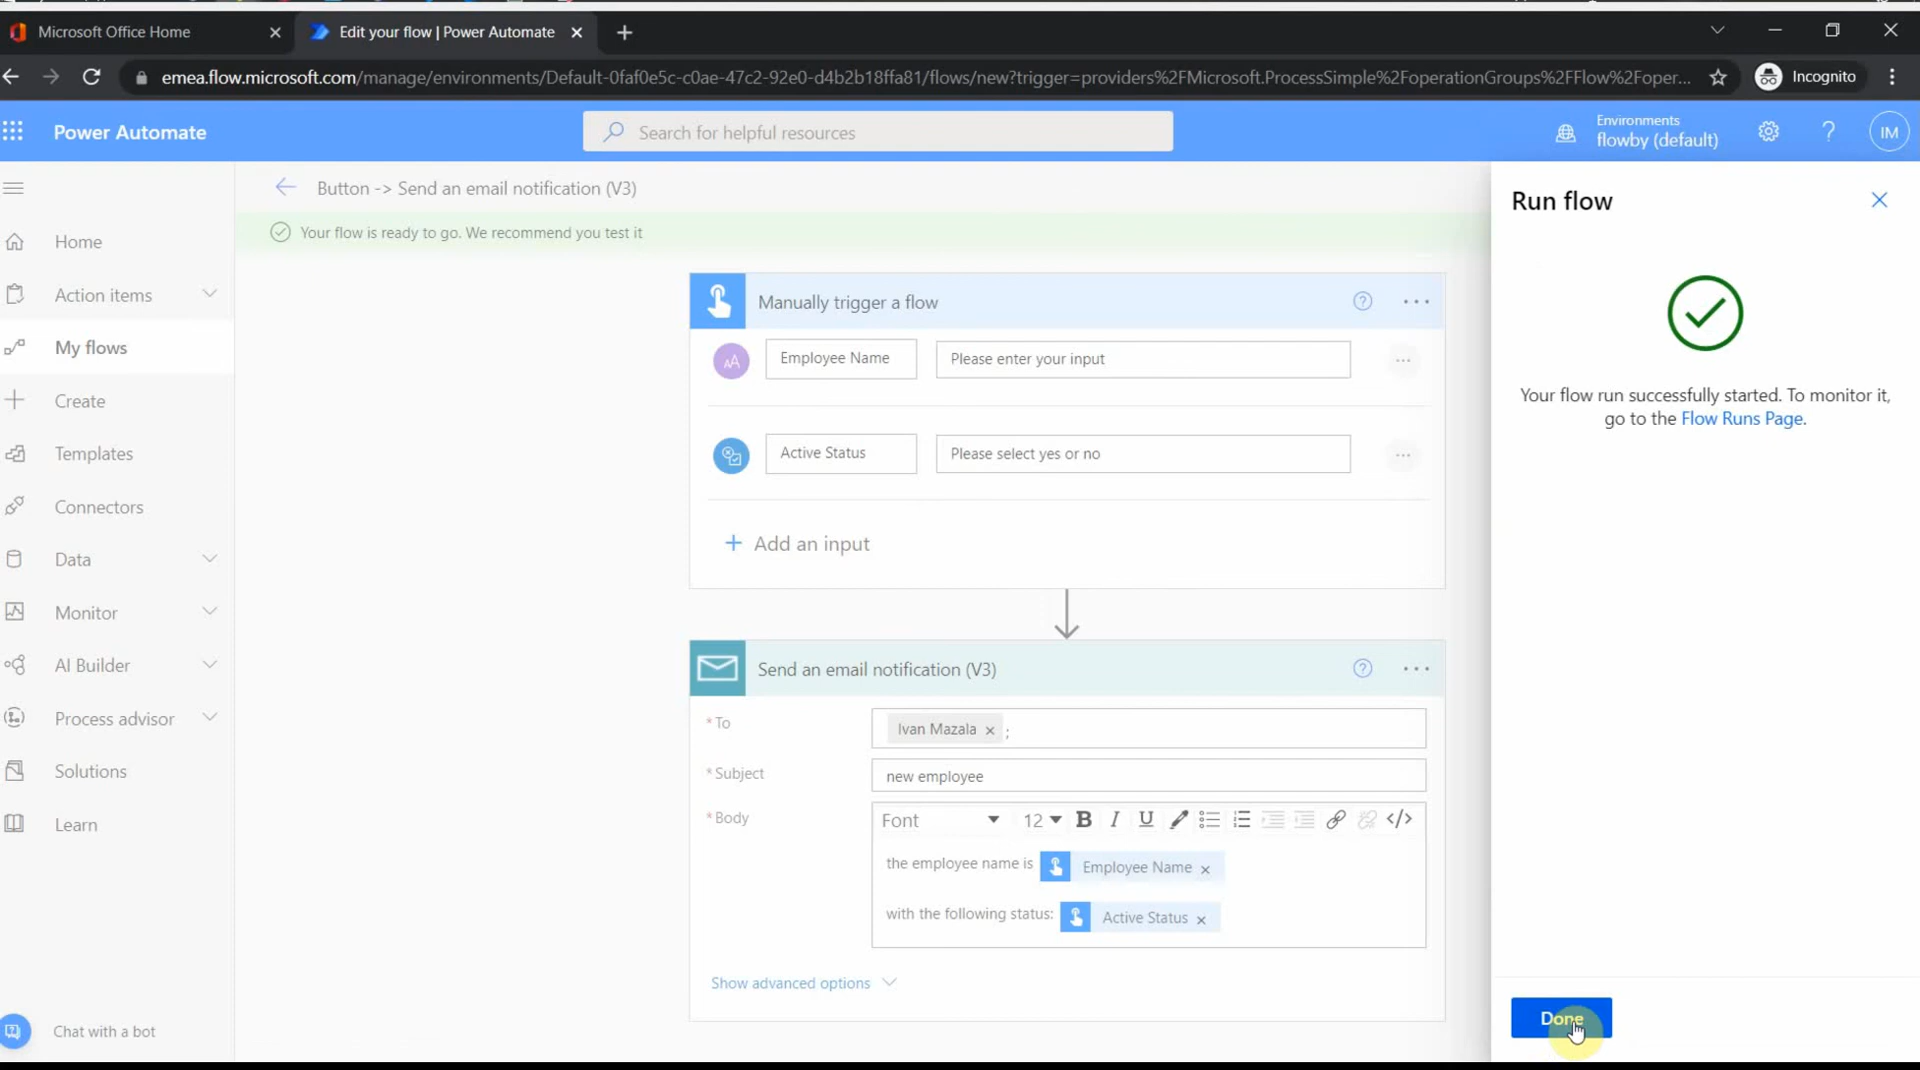 Microsoft Office Home
Edit your flow | Power Automate
emea.flow.microsoft.com/manage/environments/Default-0faf0e5c-c0ae-47c2-92e0-d4b2b18ffa81/flows/new?trigger=providers%2FMicrosoft.ProcessSimple%2FoperationGroups%2FFlow%2Foper...
Incognito
Power Automate
Search for helpful resources
Environments
flowby (default)
IM
Button -> Send an email notification (V3)
Your flow is ready to go. We recommend you test it
Home
Action items
My flows
Create
Templates
Connectors
Data
Monitor
AI Builder
Process advisor
Solutions
Learn
Chat with a bot
Manually trigger a flow
Employee Name
Please enter your input
Active Status
Please select yes or no
Add an input
Send an email notification (V3)
* To
Ivan Mazala ;
* Subject
new employee
* Body
Font
12
the employee name is Employee Name
with the following status: Active Status
Show advanced options
Run flow
Your flow run successfully started. To monitor it,
go to the Flow Runs Page.
Done